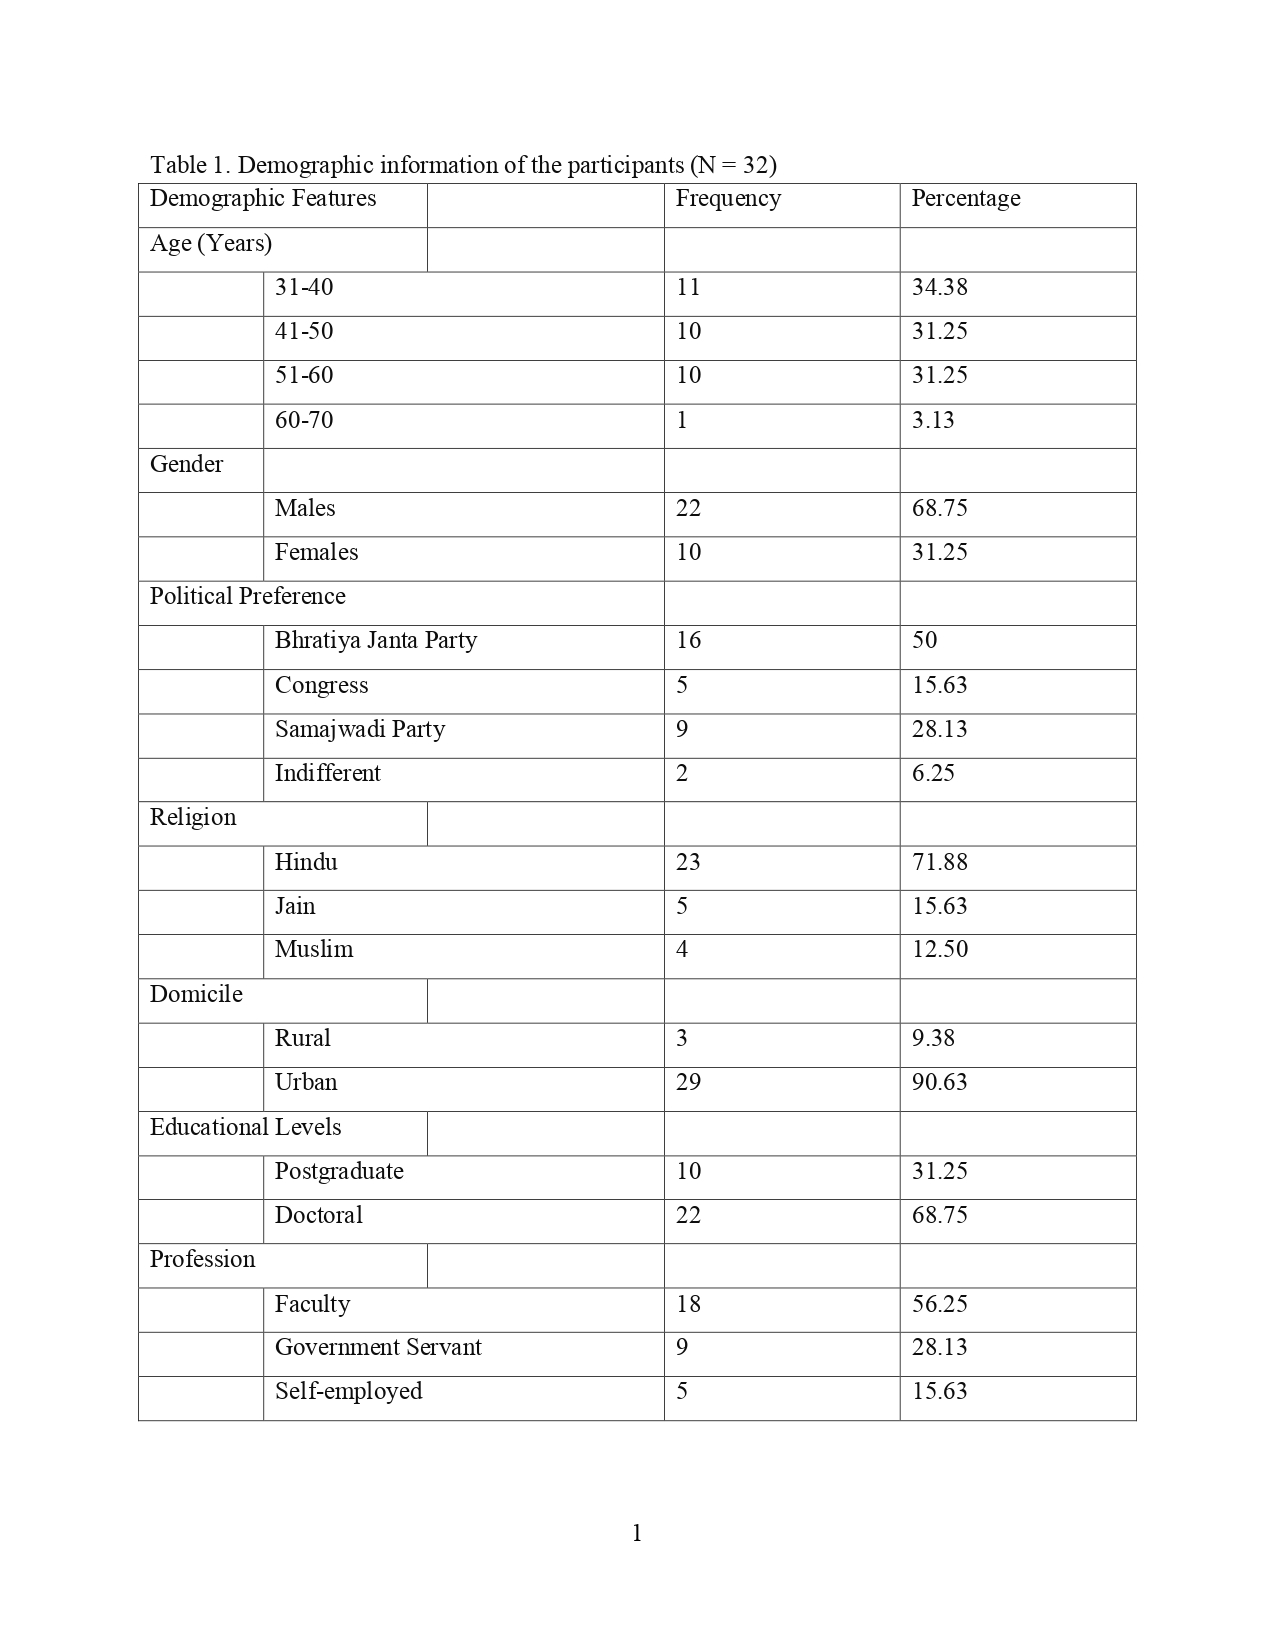 Table 1. Demographic information of the participants (N = 32)
Demographic Features Frequency Percentage
Age (Years)
31-40 11 34.38
41-50 10 31.25
51-60 10 31.25
60-70 1 3.13
Gender
Males 22 68.75
Females 10 31.25
Political Preference
Bhratiya Janta Party 16 50
Congress 5 15.63
Samajwadi Party 9 28.13
Indifferent 2 6.25
Religion
Hindu 23 71.88
Jain 5 15.63
Muslim 4 12.50
Domicile
Rural 3 9.38
Urban 29 90.63
Educational Levels
Postgraduate 10 31.25
Doctoral 22 68.75
Profession
Faculty 18 56.25
Government Servant 9 28.13
Self-employed 5 15.63
1